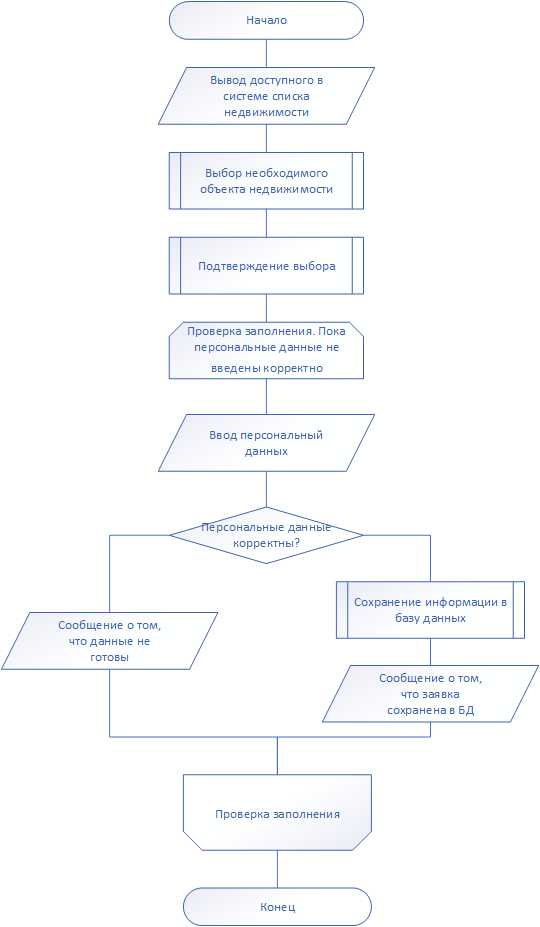 Начало
Вывод доступного в
системе списка
недвижимости
Выбор необходимого
объекта недвижимости
Подтверждение выбора
Проверка заполнения. Пока
персональные данные не
введены корректно
Ввод персональный
данных
Персональные данные
корректны?
Сообщение о том,
что данные не
готовы
Сохранение информации в
базу данных
Сообщение о том,
что заявка
сохранена в БД
Проверка заполнения
Конец